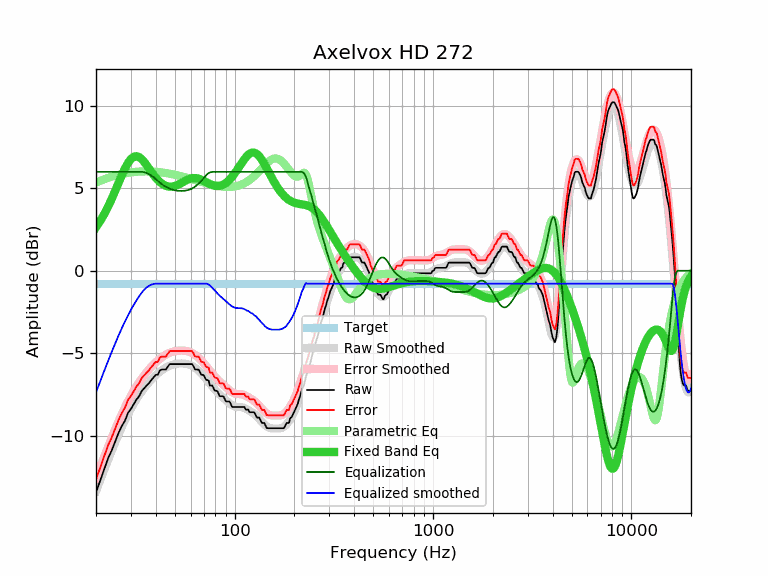 Axelvox HD 272
Amplitude (dBr)
10
5
0
−5
−10
Target
Raw Smoothed
Error Smoothed
Raw
Error
Parametric Eq
Fixed Band Eq
Equalization
Equalized smoothed
100
1000
10000
Frequency (Hz)